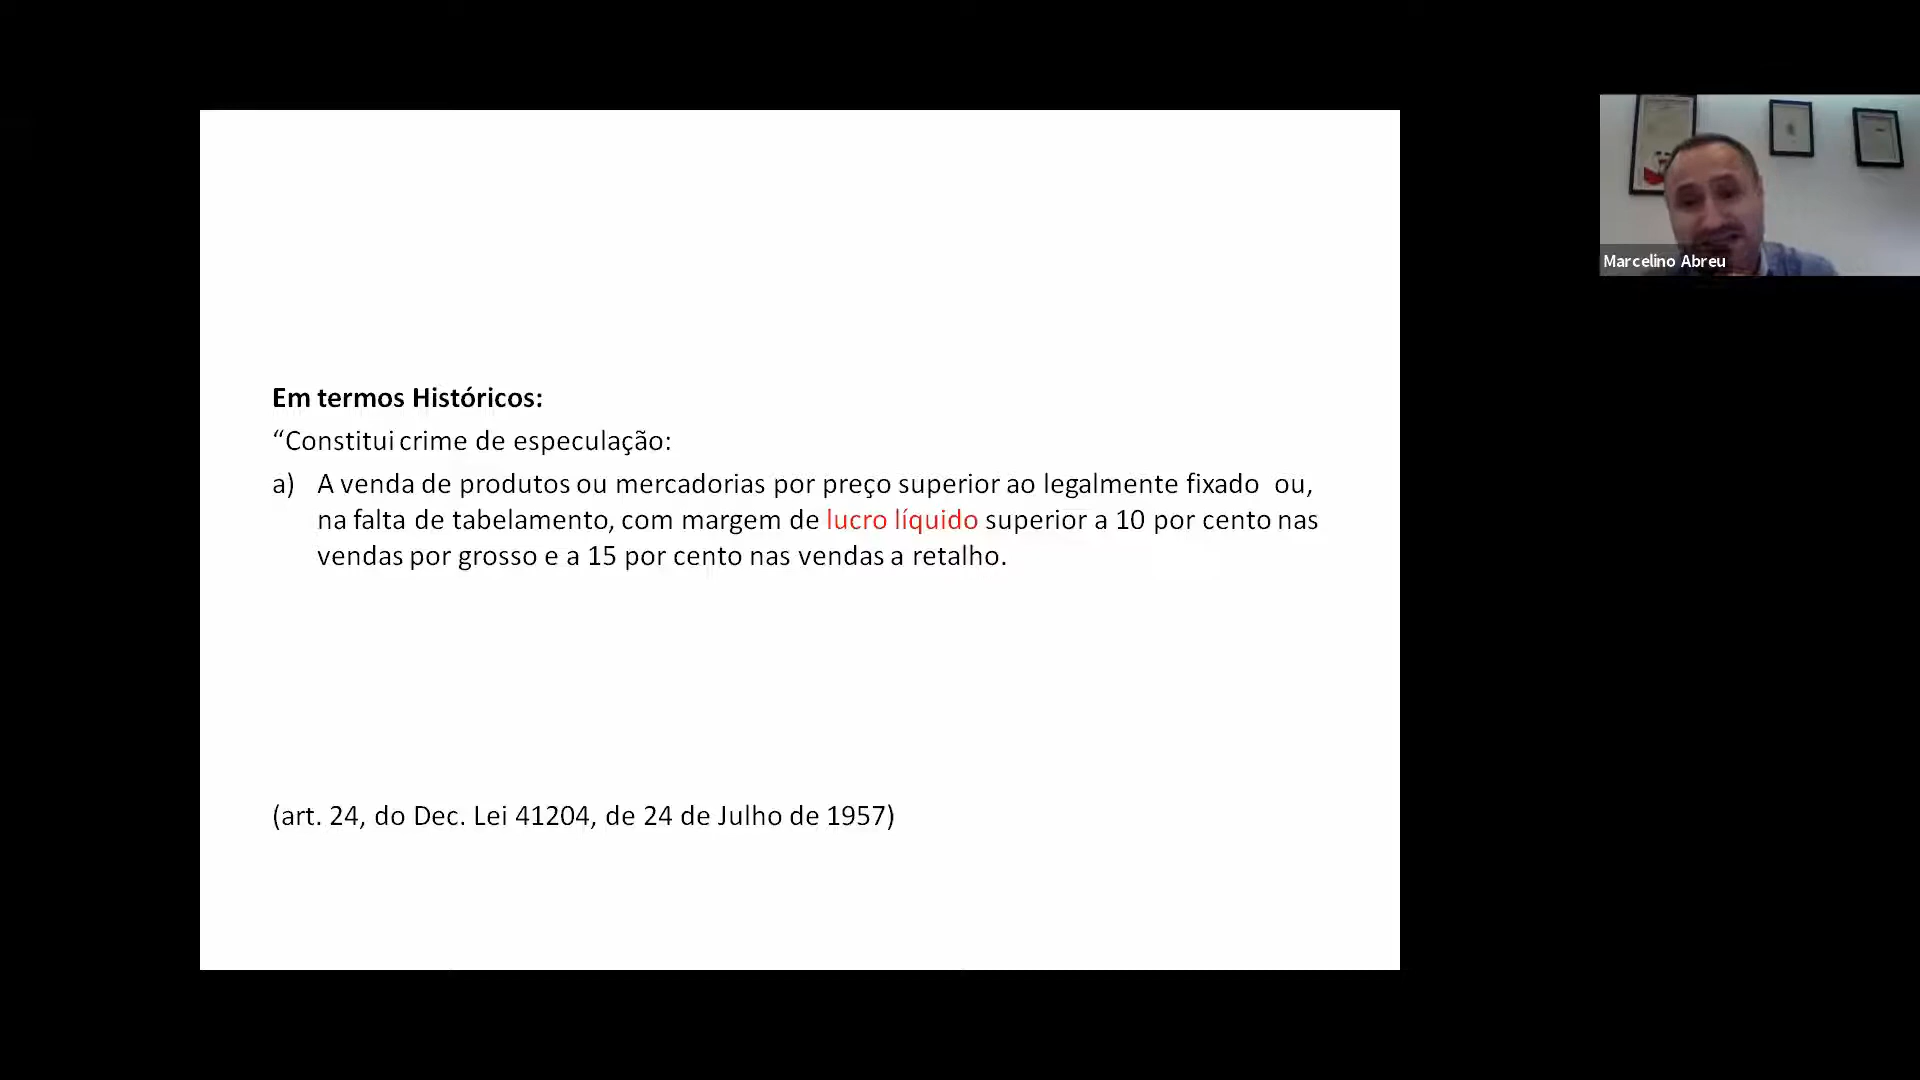 Em termos Históricos:
“Constitui crime de especulação:
a) A venda de produtos ou mercadorias por preço superior ao legalmente fixado ou,
na falta de tabelamento, com margem de lucro líquido superior a 10 por cento nas
vendas por grosso e a 15 por cento nas vendas a retalho.
(art. 24, do Dec. Lei 41204, de 24 de Julho de 1957)
Marcelino Abreu